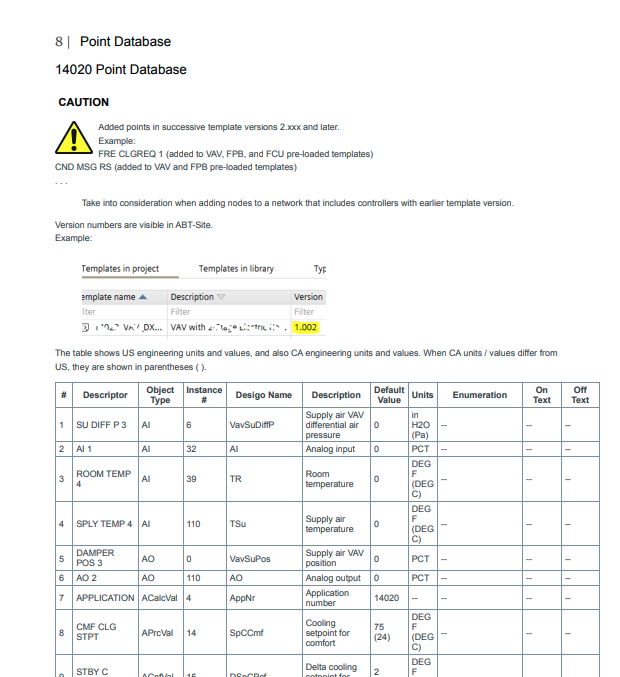 8 | Point Database
14020 Point Database
CAUTION
Added points in successive template versions 2.xxx and later.
Example:
FRE CLGREQ 1 (added to VAV, FPB, and FCU pre-loaded templates)
CND MSG RS (added to VAV and FPB pre-loaded templates)
. . .
Take into consideration when adding nodes to a network that includes controllers with earlier template version.
Version numbers are visible in ABT-Site.
Example:
Templates in project Templates in library Typ
emplate name Description Version
lter Filter Filter
DX... VAV with 1.002
The table shows US engineering units and values, and also CA engineering units and values. When CA units / values differ from
US, they are shown in parentheses ( ).
# Descriptor Object Type Instance # Desigo Name Description Default Value Units Enumeration On Text Off Text
1 SU DIFF P 3 AI 6 VavSuDiffP Supply air VAV differential air pressure 0 in H2O (Pa) -- -- --
2 AI 1 AI 32 AI Analog input 0 PCT -- -- --
3 ROOM TEMP 4 AI 39 TR Room temperature 0 DEG F (DEG C) -- -- --
4 SPLY TEMP 4 AI 110 TSu Supply air temperature 0 DEG F (DEG C) -- -- --
5 DAMPER POS 3 AO 0 VavSuPos Supply air VAV position 0 PCT -- -- --
6 AO 2 AO 110 AO Analog output 0 PCT -- -- --
7 APPLICATION ACalcVal 4 AppNr Application number 14020 -- -- -- --
8 CMF CLG STPT APrcVal 14 SpCCmf Cooling setpoint for comfort 75 (24) DEG F (DEG C) -- -- --
9 STBY C 15 Delta cooling setpoint for 2 DEG F